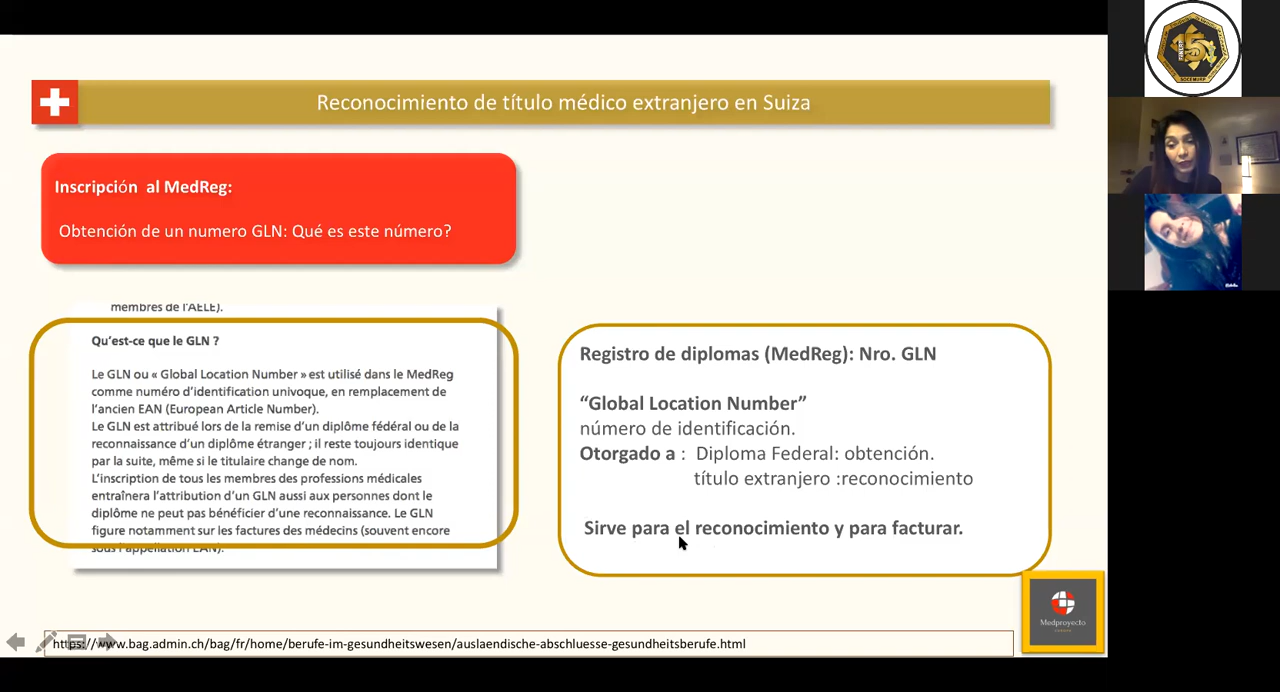 Reconocimiento de título médico extranjero en Suiza
Inscripción al MedReg:
Obtención de un numero GLN: Qué es este número?
membres de l'AELE).
Qu'est-ce que le GLN ?
Le GLN ou « Global Location Number » est utilisé dans le MedReg
comme numéro d'identification univoque, en remplacement de
l'ancien EAN (European Article Number).
Le GLN est attribué lors de la remise d'un diplôme fédéral ou de la
reconnaissance d'un diplôme étranger ; il reste toujours identique
par la suite, même si le titulaire change de nom.
L'inscription de tous les membres des professions médicales
entraînera l'attribution d'un GLN aussi aux personnes dont le
diplôme ne peut pas bénéficier d'une reconnaissance. Le GLN
figure notamment sur les factures des médecins (souvent encore
sous l'appellation EAN).
Registro de diplomas (MedReg): Nro. GLN
“Global Location Number”
número de identificación.
Otorgado a : Diploma Federal: obtención.
título extranjero :reconocimiento
Sirve para el reconocimiento y para facturar.
Medproyecto
https://www.bag.admin.ch/bag/fr/home/berufe-im-gesundheitswesen/auslaendische-abschluesse-gesundheitsberufe.html
15
SOCEMURP